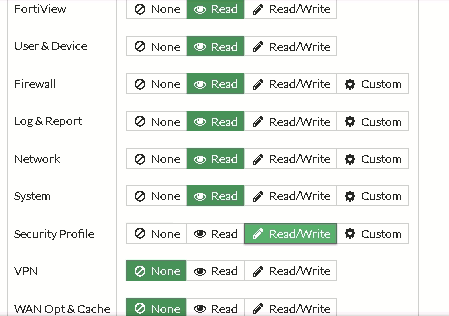 FortiView None Read Read/Write
User & Device None Read Read/Write
Firewall None Read Read/Write Custom
Log & Report None Read Read/Write Custom
Network None Read Read/Write Custom
System None Read Read/Write Custom
Security Profile None Read Read/Write Custom
VPN None Read Read/Write
WAN Opt & Cache None Read Read/Write